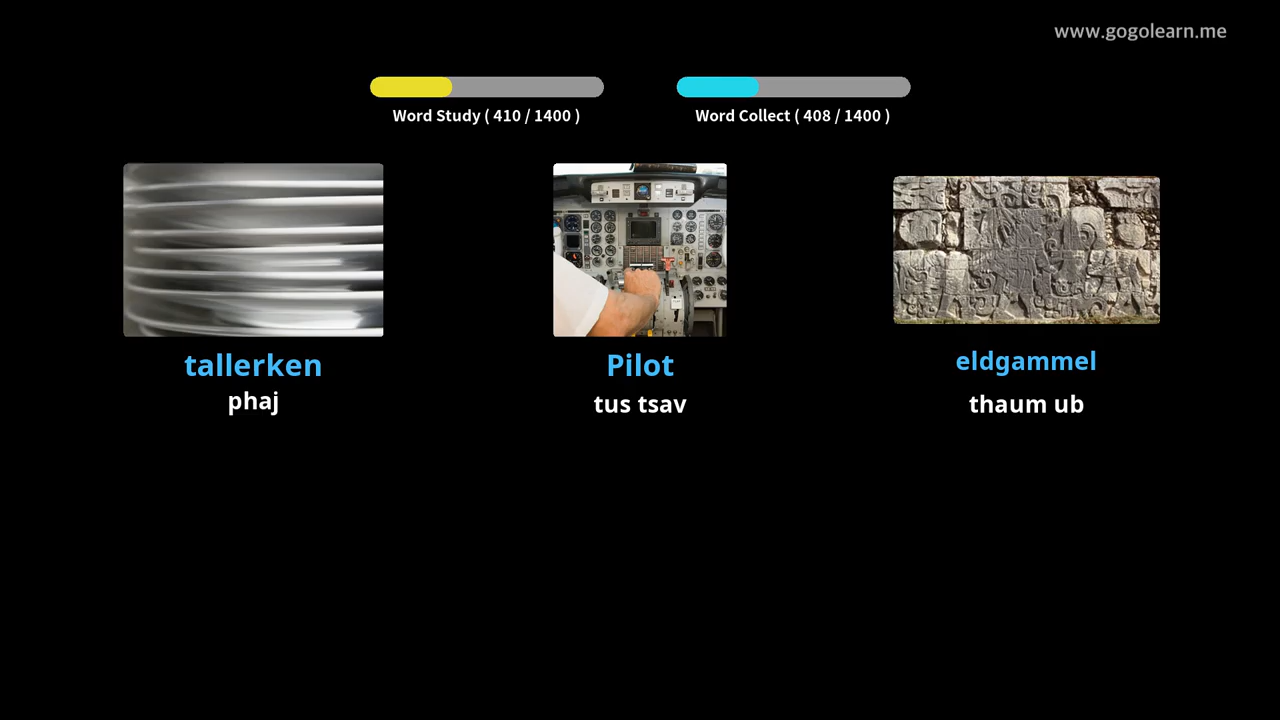 www.gogolearn.me
Word Study ( 410 / 1400 )
Word Collect ( 408 / 1400 )
tallerken
phaj
Pilot
tus tsav
eldgammel
thaum ub